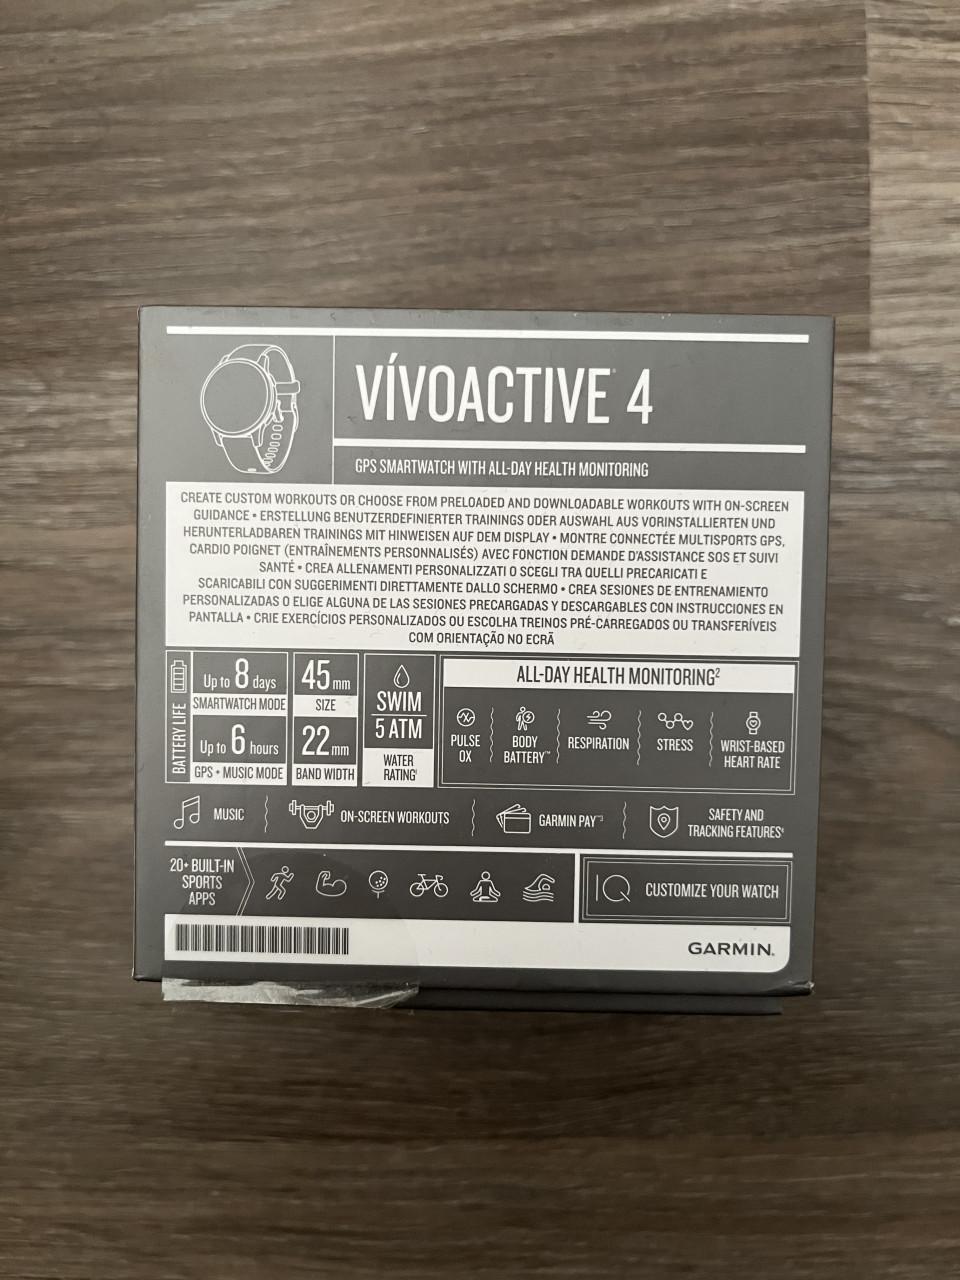 VÍVOACTIVE® 4
GPS SMARTWATCH WITH ALL-DAY HEALTH MONITORING
CREATE CUSTOM WORKOUTS OR CHOOSE FROM PRELOADED AND DOWNLOADABLE WORKOUTS WITH ON-SCREEN
GUIDANCE • ERSTELLUNG BENUTZERDEFINIERTER TRAININGS ODER AUSWAHL AUS VORINSTALLIERTEN UND
HERUNTERLADBAREN TRAININGS MIT HINWEISEN AUF DEM DISPLAY • MONTRE CONNECTÉE MULTISPORTS GPS,
CARDIO POIGNET (ENTRAÎNEMENTS PERSONNALISÉS) AVEC FONCTION DEMANDE D'ASSISTANCE SOS ET SUIVI
SANTÉ • CREA ALLENAMENTI PERSONALIZZATI O SCEGLI TRA QUELLI PRECARICATI E
SCARICABILI CON SUGGERIMENTI DIRETTAMENTE DALLO SCHERMO • CREA SESIONES DE ENTRENAMIENTO
PERSONALIZADAS O ELIGE ALGUNA DE LAS SESIONES PRECARGADAS Y DESCARGABLES CON INSTRUCCIONES EN
PANTALLA • CRIE EXERCÍCIOS PERSONALIZADOS OU ESCOLHA TREINOS PRÉ-CARREGADOS OU TRANSFERÍVEIS
COM ORIENTAÇÃO NO ECRÃ
BATTERY LIFE
Up to 8 days
SMARTWATCH MODE
Up to 6 hours
GPS + MUSIC MODE
45 mm
SIZE
22 mm
BAND WIDTH
SWIM
5 ATM
WATER
RATING¹
ALL-DAY HEALTH MONITORING²
PULSE
OX
BODY
BATTERY™
RESPIRATION
STRESS
WRIST-BASED
HEART RATE
MUSIC
ON-SCREEN WORKOUTS
GARMIN PAY™³
SAFETY AND
TRACKING FEATURES⁴
20+ BUILT-IN
SPORTS
APPS
IQ
CUSTOMIZE YOUR WATCH
GARMIN®